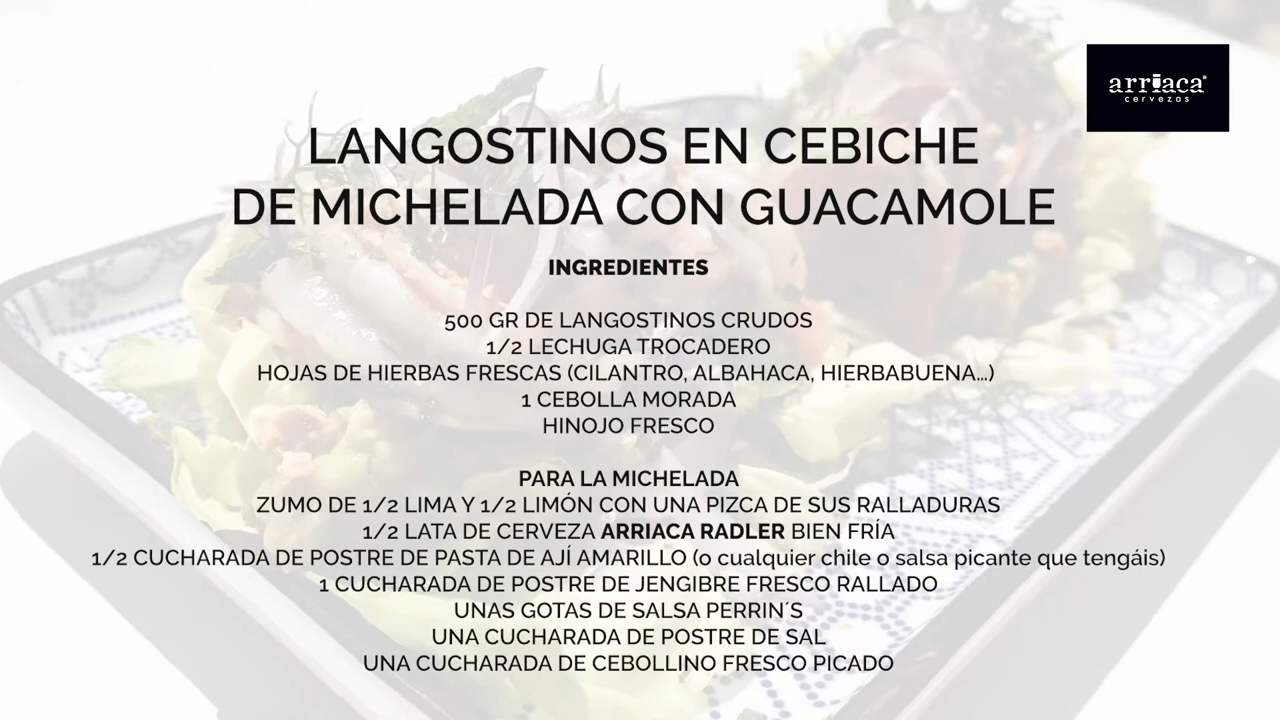 arriaca®
cervezas
LANGOSTINOS EN CEBICHE
DE MICHELADA CON GUACAMOLE
INGREDIENTES
500 GR DE LANGOSTINOS CRUDOS
1/2 LECHUGA TROCADERO
HOJAS DE HIERBAS FRESCAS (CILANTRO, ALBAHACA, HIERBABUENA...)
1 CEBOLLA MORADA
HINOJO FRESCO
PARA LA MICHELADA
ZUMO DE 1/2 LIMA Y 1/2 LIMÓN CON UNA PIZCA DE SUS RALLADURAS
1/2 LATA DE CERVEZA ARRIACA RADLER BIEN FRÍA
1/2 CUCHARADA DE POSTRE DE PASTA DE AJÍ AMARILLO (o cualquier chile o salsa picante que tengáis)
1 CUCHARADA DE POSTRE DE JENGIBRE FRESCO RALLADO
UNAS GOTAS DE SALSA PERRIN´S
UNA CUCHARADA DE POSTRE DE SAL
UNA CUCHARADA DE CEBOLLINO FRESCO PICADO